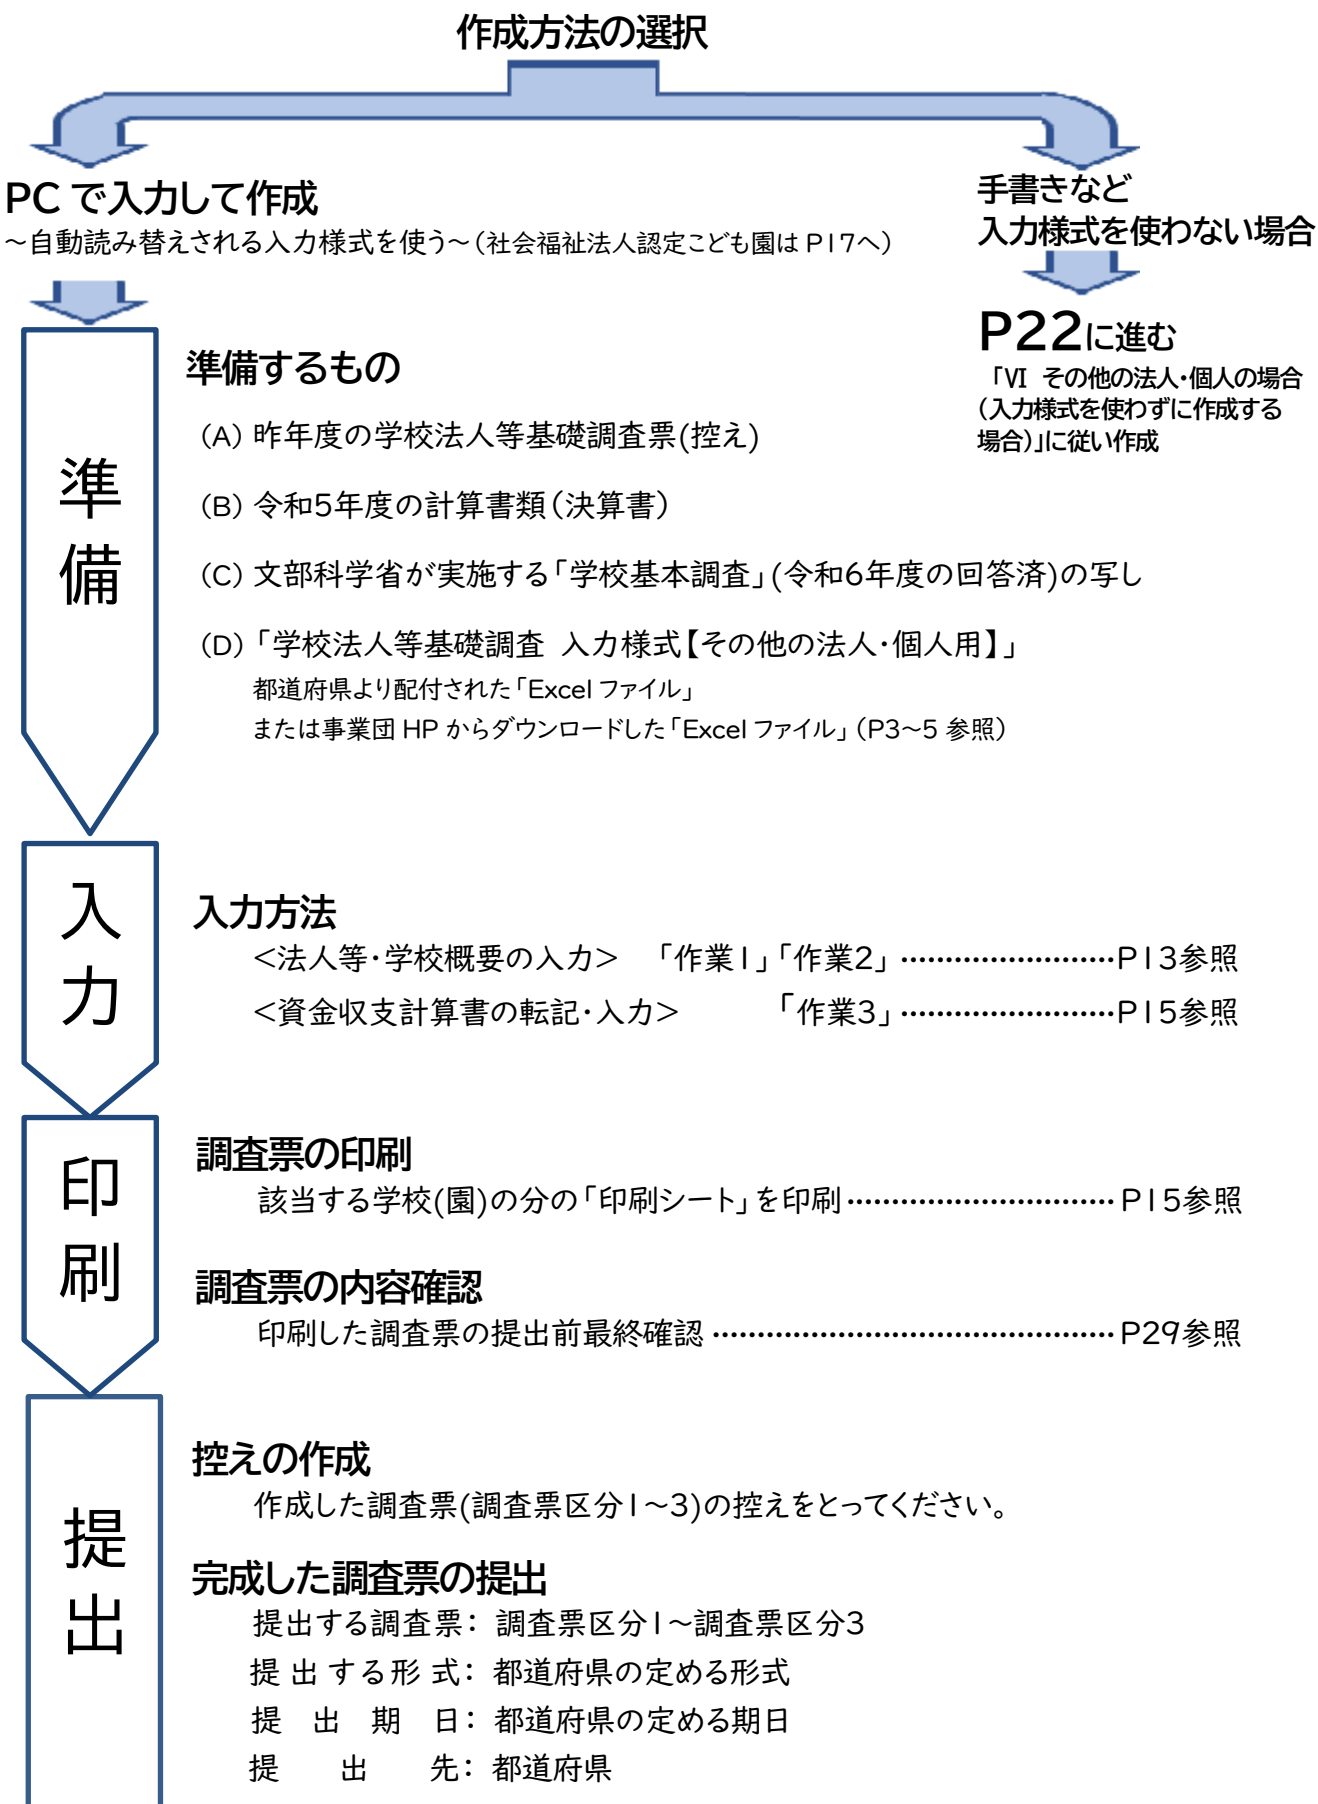 作成方法の選択
PCで入力して作成
～自動読み替えされる入力様式を使う～（社会福祉法人認定こども園はP17へ）
手書きなど
入力様式を使わない場合
P22に進む
「Ⅵ その他の法人・個人の場合
（入力様式を使わずに作成する
場合）」に従い作成
準備
準備するもの
（A）昨年度の学校法人等基礎調査票(控え)
（B）令和5年度の計算書類（決算書）
（C）文部科学省が実施する「学校基本調査」(令和6年度の回答済)の写し
（D）「学校法人等基礎調査 入力様式【その他の法人・個人用】」
都道府県より配付された「Excelファイル」
または事業団HPからダウンロードした「Excelファイル」（P3～5 参照）
入力
入力方法
<法人等・学校概要の入力> 「作業1」「作業2」……………………P13参照
<資金収支計算書の転記・入力> 「作業3」……………………P15参照
印刷
調査票の印刷
該当する学校(園)の分の「印刷シート」を印刷…………………………P15参照
調査票の内容確認
印刷した調査票の提出前最終確認………………………………………P29参照
提出
控えの作成
作成した調査票(調査票区分1～3)の控えをとってください。
完成した調査票の提出
提出する調査票： 調査票区分1～調査票区分3
提出する形式： 都道府県の定める形式
提出期日： 都道府県の定める期日
提出先： 都道府県